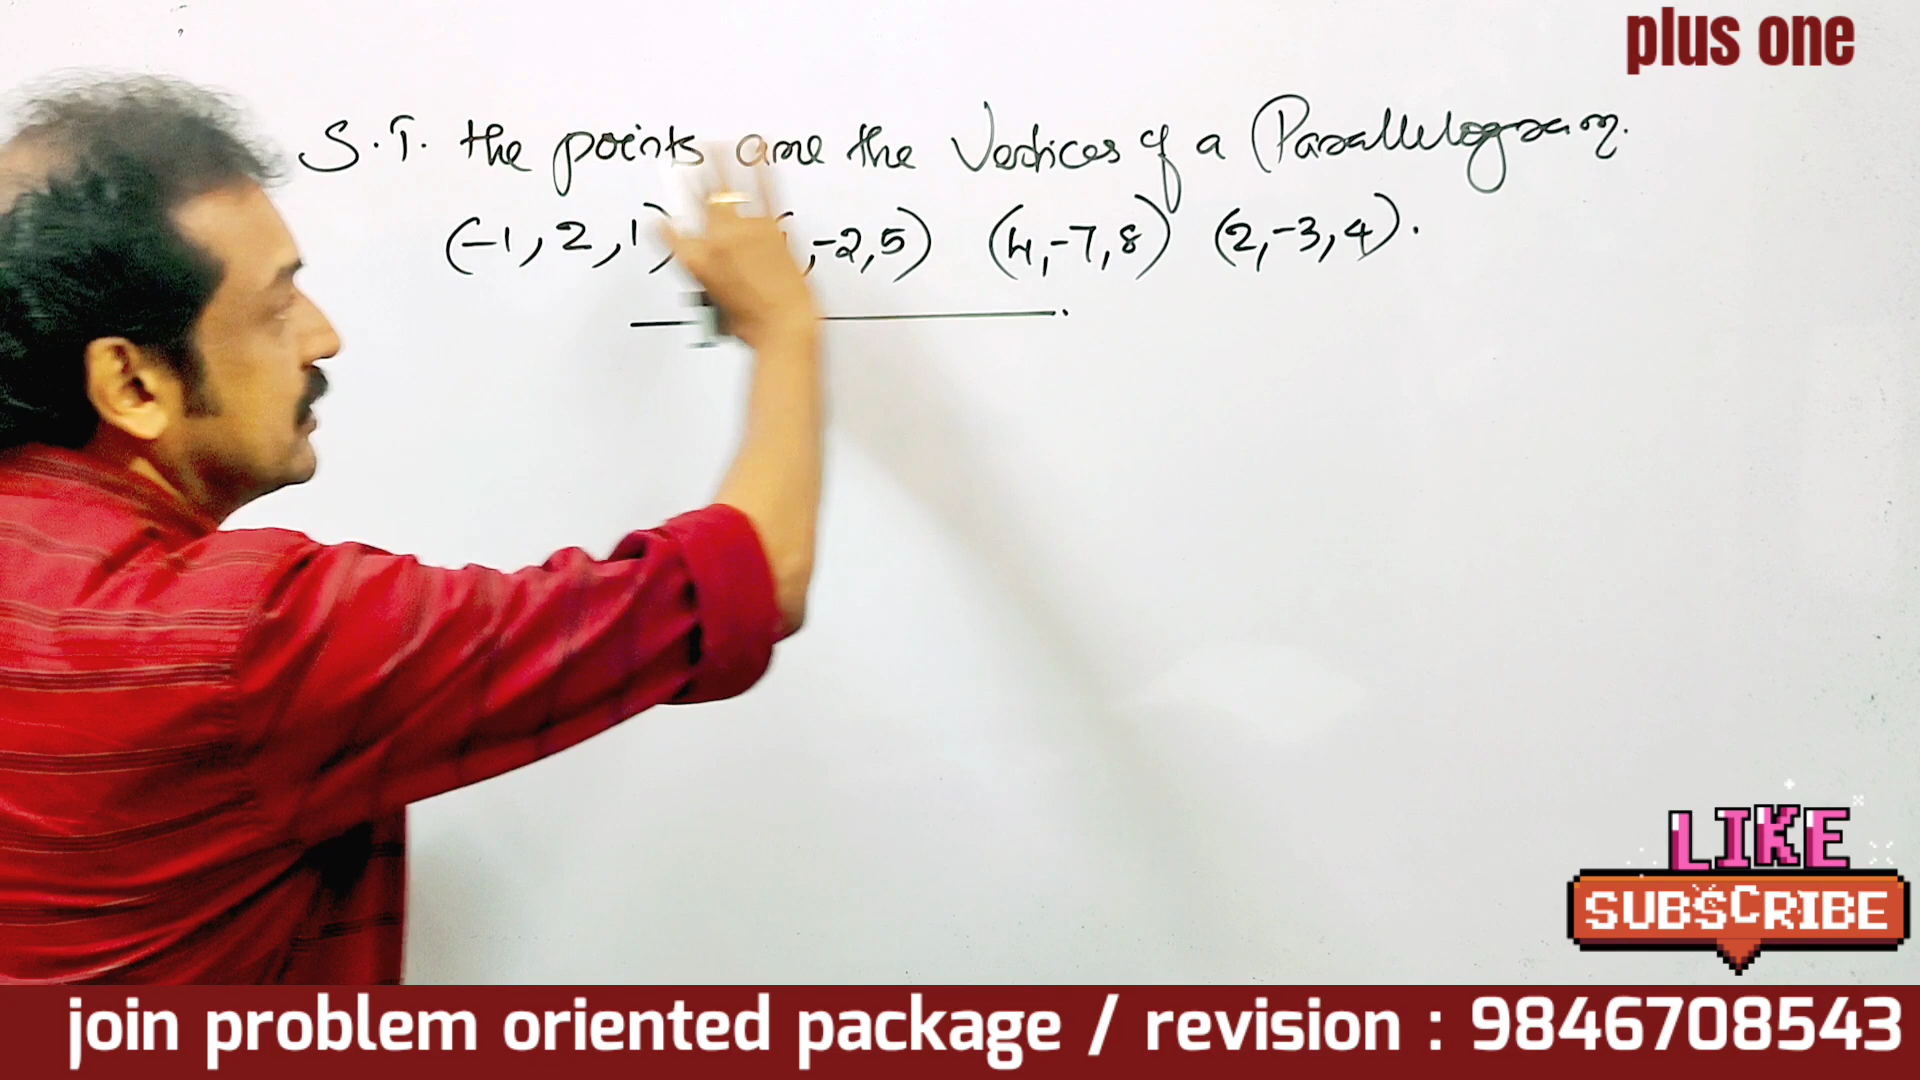 plus one
S.T. the points are the Vertices of a Parallelogram.
(-1, 2, 1) , -2, 5) (4, -7, 8) (2, -3, 4).
LIKE
SUBSCRIBE
join problem oriented package / revision : 9846708543